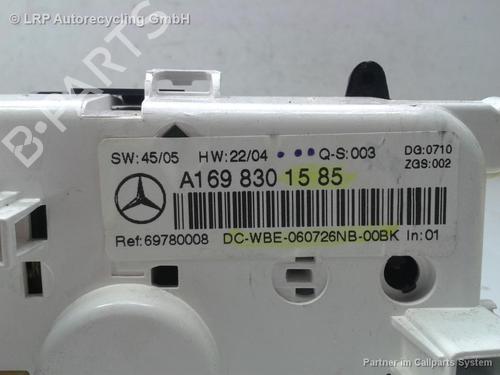 © LRP Autorecycling GmbH
B-PARTS
SW: 45/05 HW: 22/04 Q-S: 003 DG:0710
ZGS:002
A169 830 15 85
Ref: 69780008 DC-WBE-060726NB-00BK In: 01
Partner im Callparts System